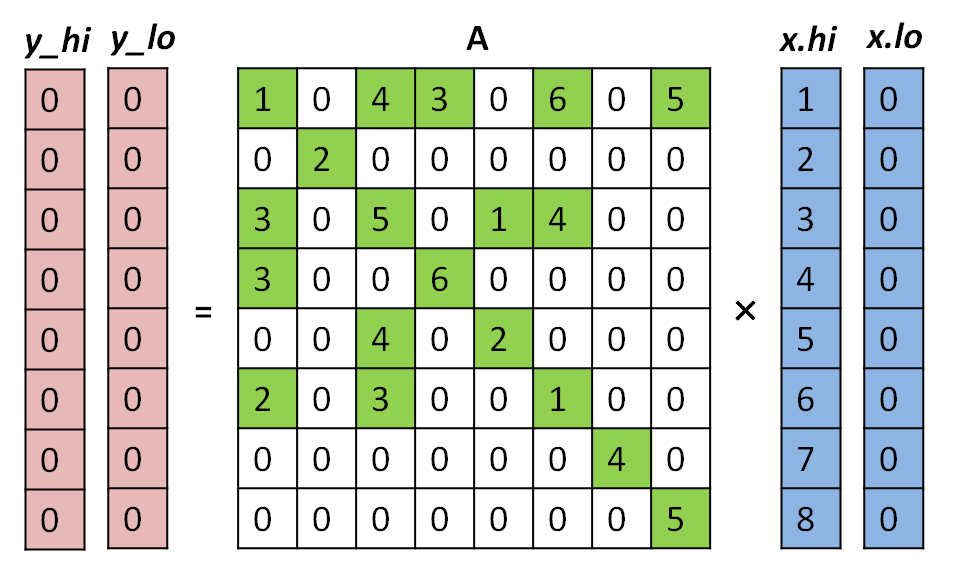 y_hi y_lo A x.hi x.lo
0 0 1 0 4 3 0 6 0 5 1 0
0 0 0 2 0 0 0 0 0 0 2 0
0 0 3 0 5 0 1 4 0 0 3 0
0 0 3 0 0 6 0 0 0 0 4 0
= ×
0 0 0 0 4 0 2 0 0 0 5 0
0 0 2 0 3 0 0 1 0 0 6 0
0 0 0 0 0 0 0 0 4 0 7 0
0 0 0 0 0 0 0 0 0 5 8 0